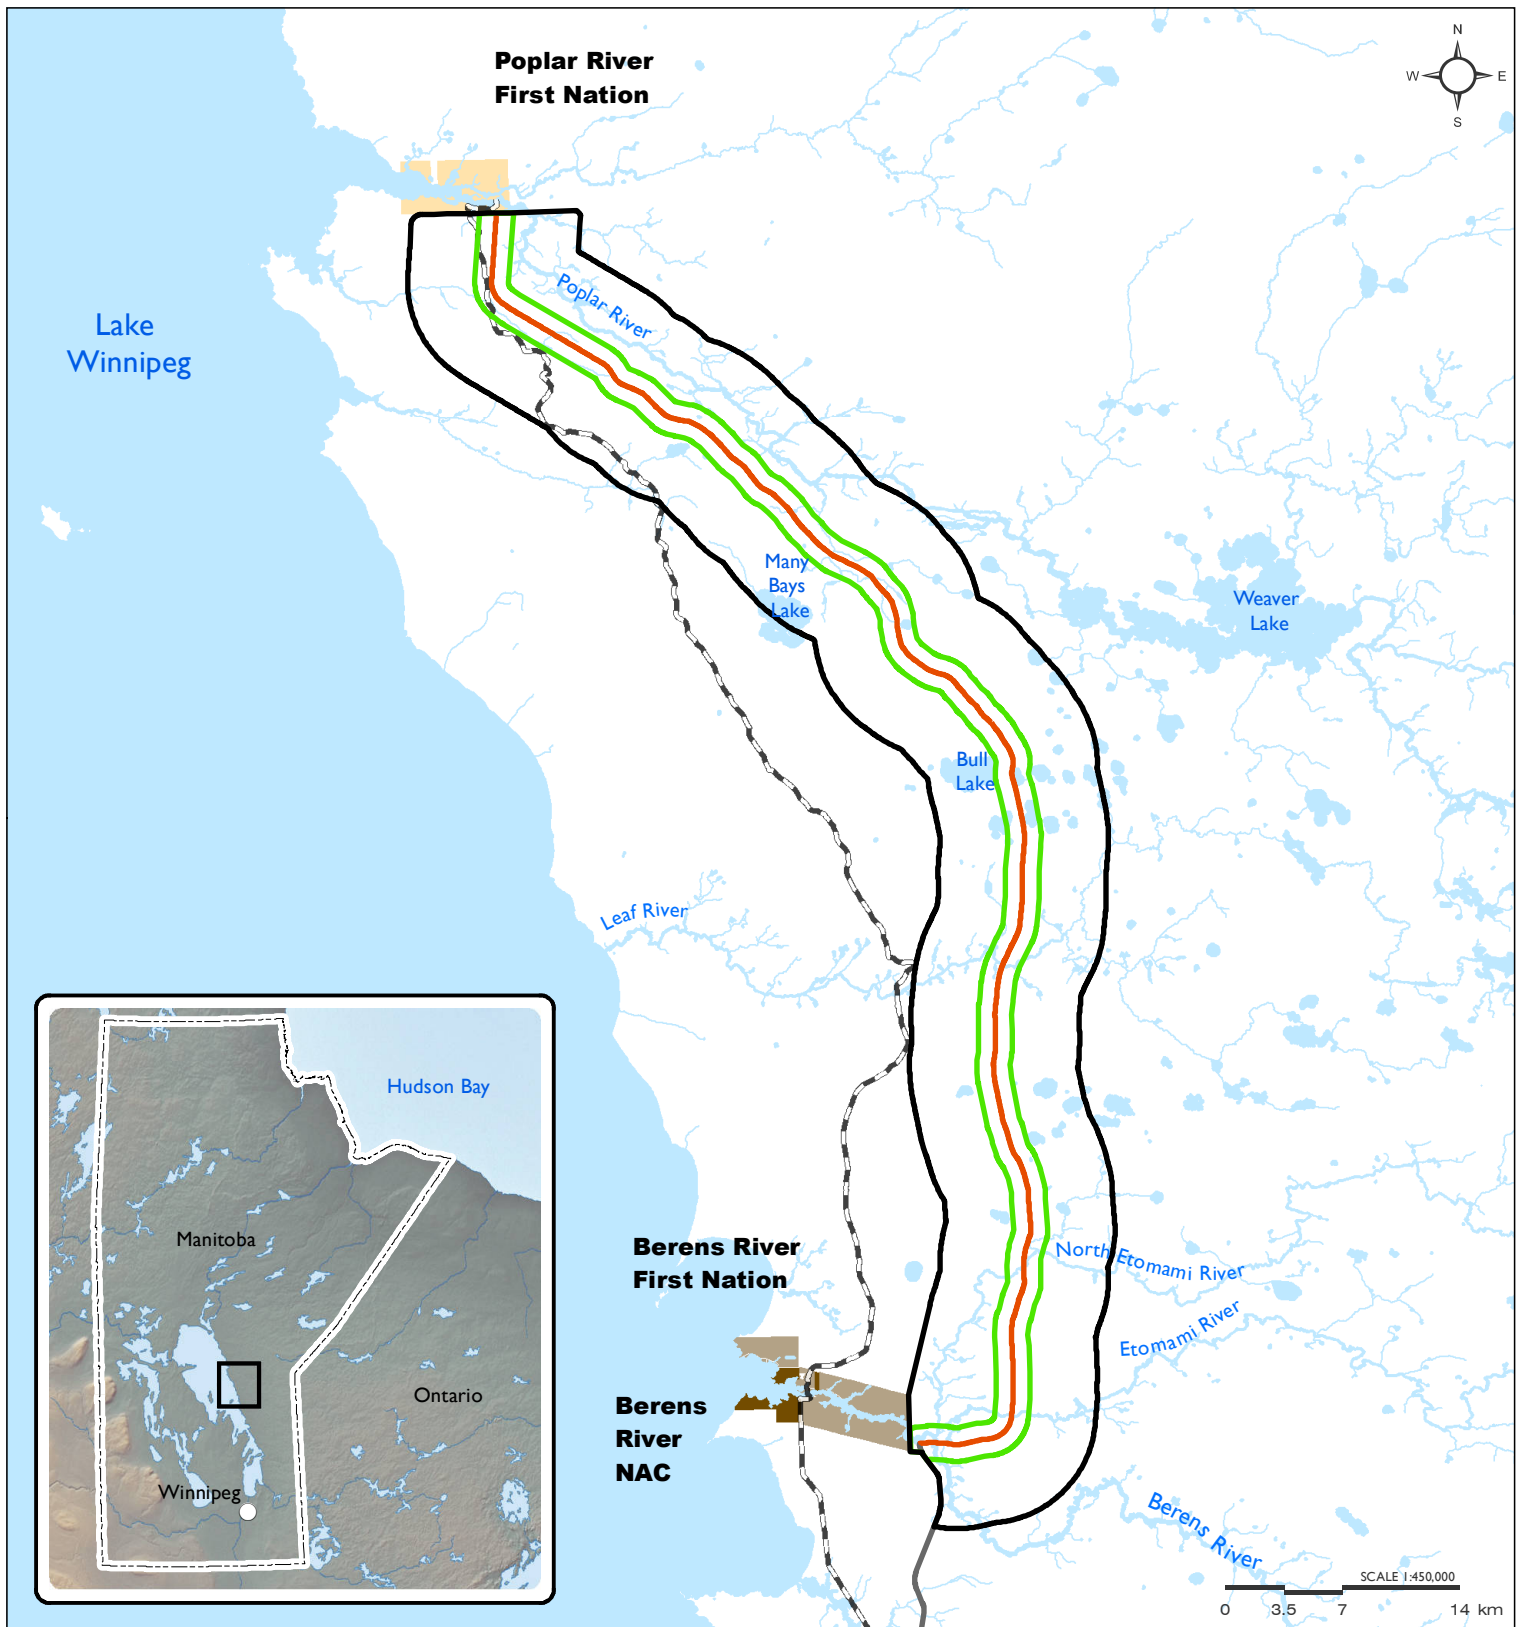 Poplar River
First Nation
N
W
E
S
Poplar River
Lake
Winnipeg
Many
Bays
Lake
Weaver
Lake
Bull
Lake
Leaf River
Hudson Bay
Manitoba
Ontario
Winnipeg
Berens River
First Nation
North Etomami River
Etomami River
Berens
River
NAC
Berens River
SCALE 1:450,000
0 3.5 7 14 km